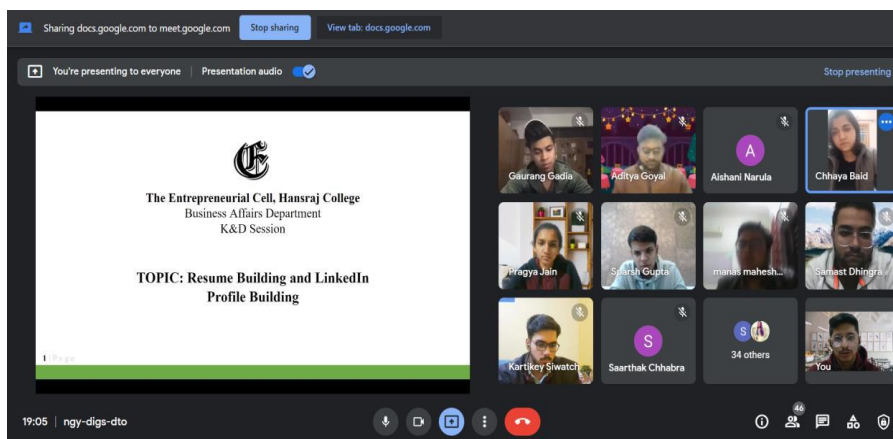 Sharing docs.google.com to meet.google.com
Stop sharing
View tab: docs.google.com
You're presenting to everyone
Presentation audio
Stop presenting
The Entrepreneurial Cell, Hansraj College
Business Affairs Department
K&D Session
TOPIC: Resume Building and LinkedIn
Profile Building
1 | Page
Gaurang Gadia
Aditya Goyal
A
Aishani Narula
Chhaya Baid
Pragya Jain
Sparsh Gupta
manas mahesh...
Samast Dhingra
Kartikey Siwatch
S
Saarthak Chhabra
S
34 others
You
19:05 | ngy-digs-dto
46